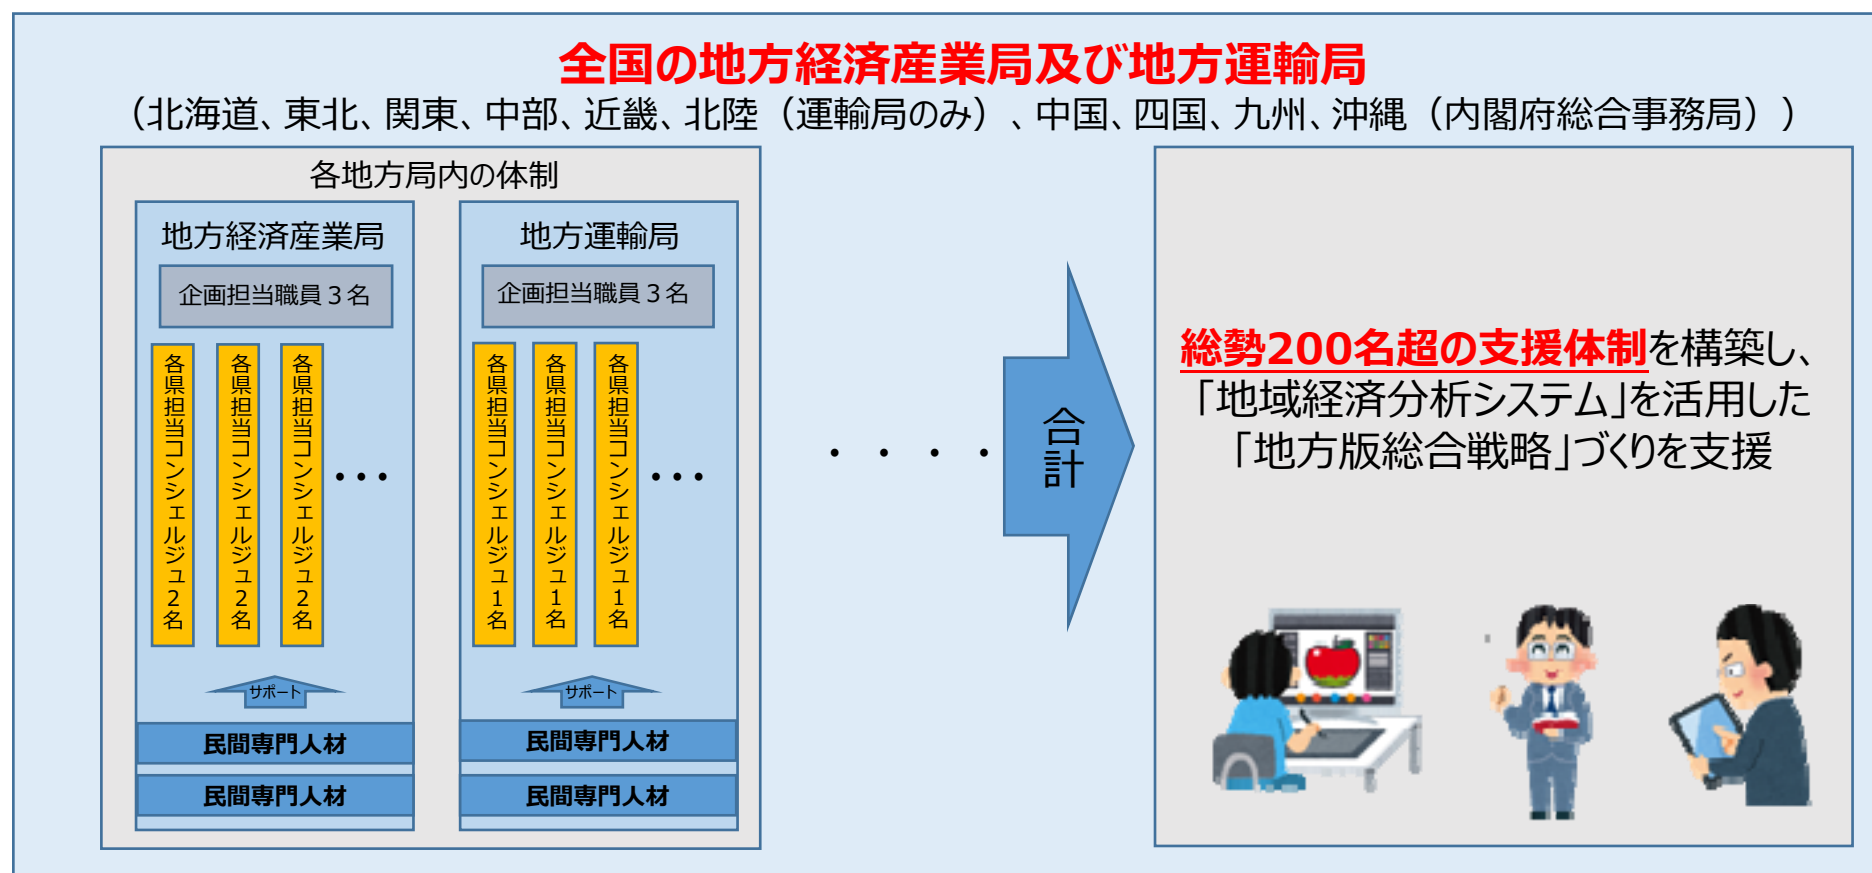 全国の地方経済産業局及び地方運輸局
（北海道、東北、関東、中部、近畿、北陸（運輸局のみ）、中国、四国、九州、沖縄（内閣府総合事務局））
各地方局内の体制
地方経済産業局
企画担当職員３名
各県担当コンシェルジュ２名
各県担当コンシェルジュ２名
各県担当コンシェルジュ２名
・・・
サポート
民間専門人材
民間専門人材
地方運輸局
企画担当職員３名
各県担当コンシェルジュ１名
各県担当コンシェルジュ１名
各県担当コンシェルジュ１名
・・・
サポート
民間専門人材
民間専門人材
・・・・
合計
総勢200名超の支援体制を構築し、
「地域経済分析システム」を活用した
「地方版総合戦略」づくりを支援